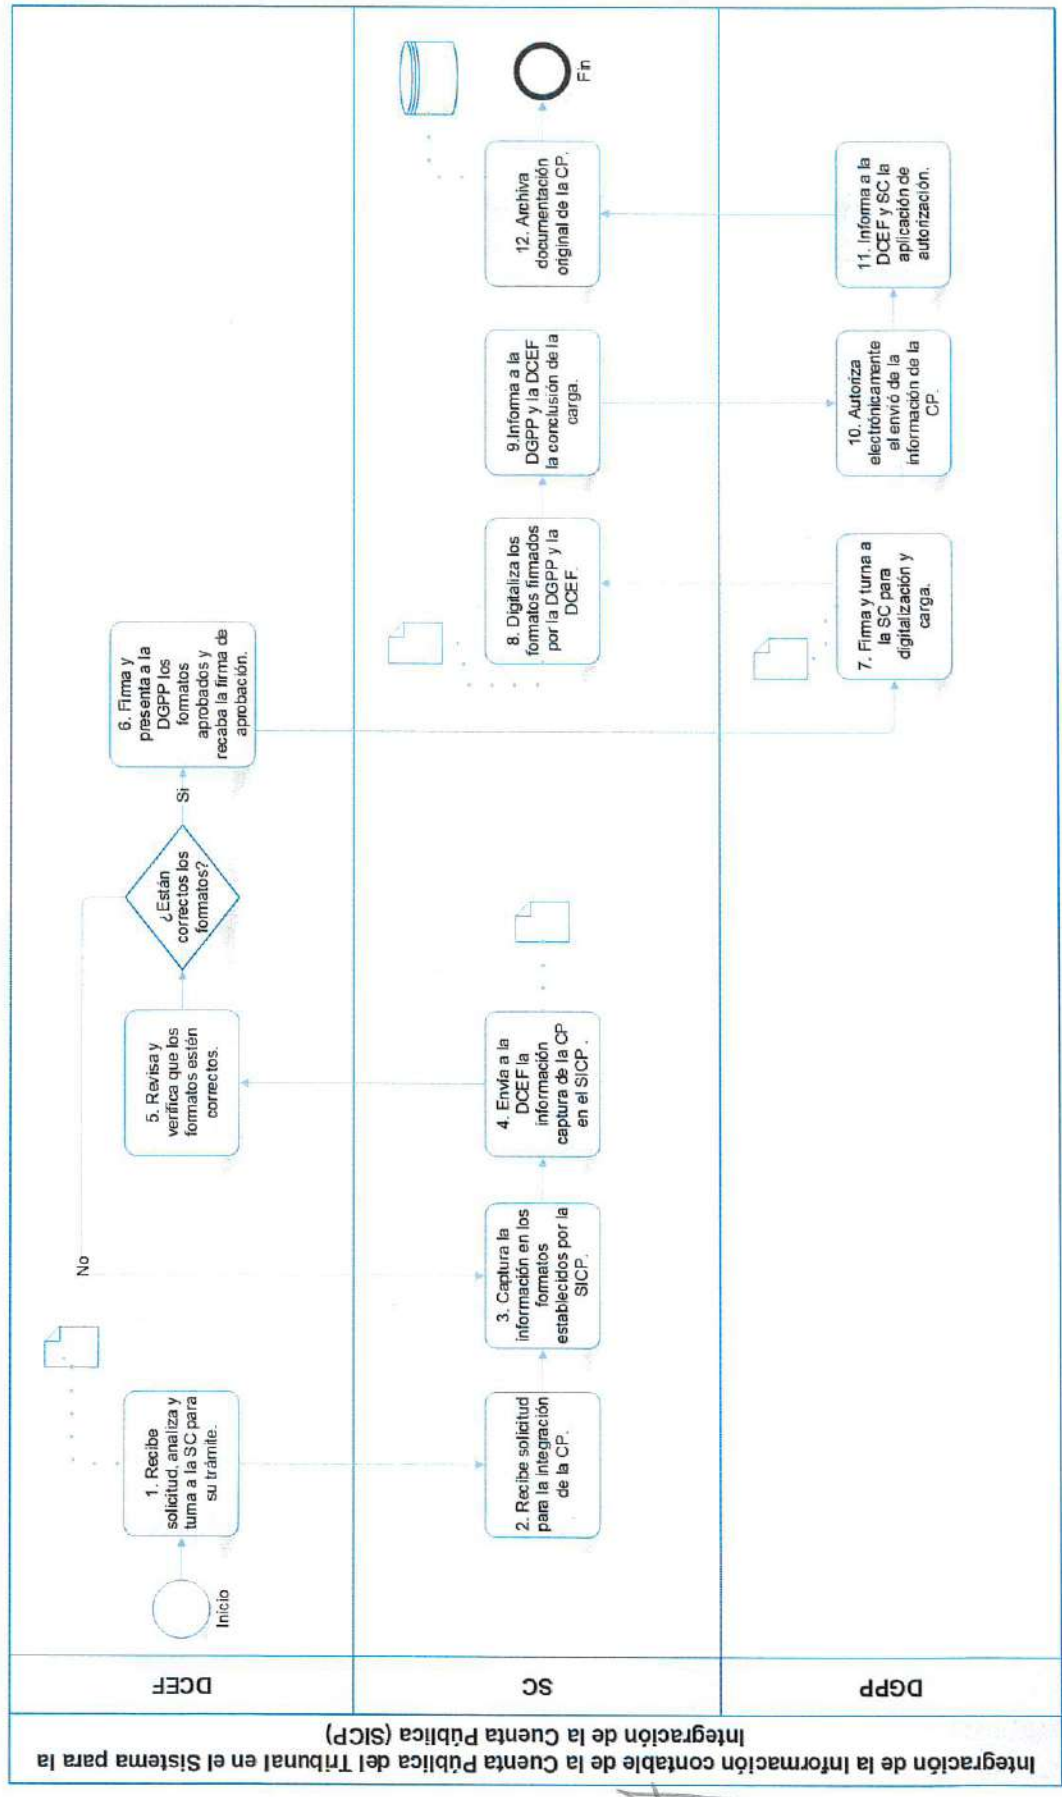 Integración de la Información contable de la Cuenta Pública del Tribunal en el Sistema para la
Integración de la Cuenta Pública (SICP)
DCEF
Inicio
1. Recibe
solicitud, analiza y
turna a la SC para
su trámite.
No
5. Revisa y
verifica que los
formatos estén
correctos.
¿Están
correctos los
formatos?
Si
6. Firma y
presenta a la
DGPP los
formatos
aprobados y
recaba la firma de
aprobación.
SC
2. Recibe solicitud
para la integración
de la CP.
3. Captura la
información en los
formatos
establecidos por la
SICP.
4. Envía a la
DCEF la
información
captura de la CP
en el SICP .
8. Digitaliza los
formatos firmados
por la DGPP y la
DCEF.
9.Informa a la
DGPP y la DCEF
la conclusión de la
carga.
12. Archiva
documentación
original de la CP.
Fin
DGPP
7. Firma y turna a
la SC para
digitalización y
carga.
10. Autoriza
electrónicamente
el envió de la
información de la
CP.
11. Informa a la
DCEF y SC la
aplicación de
autorización.